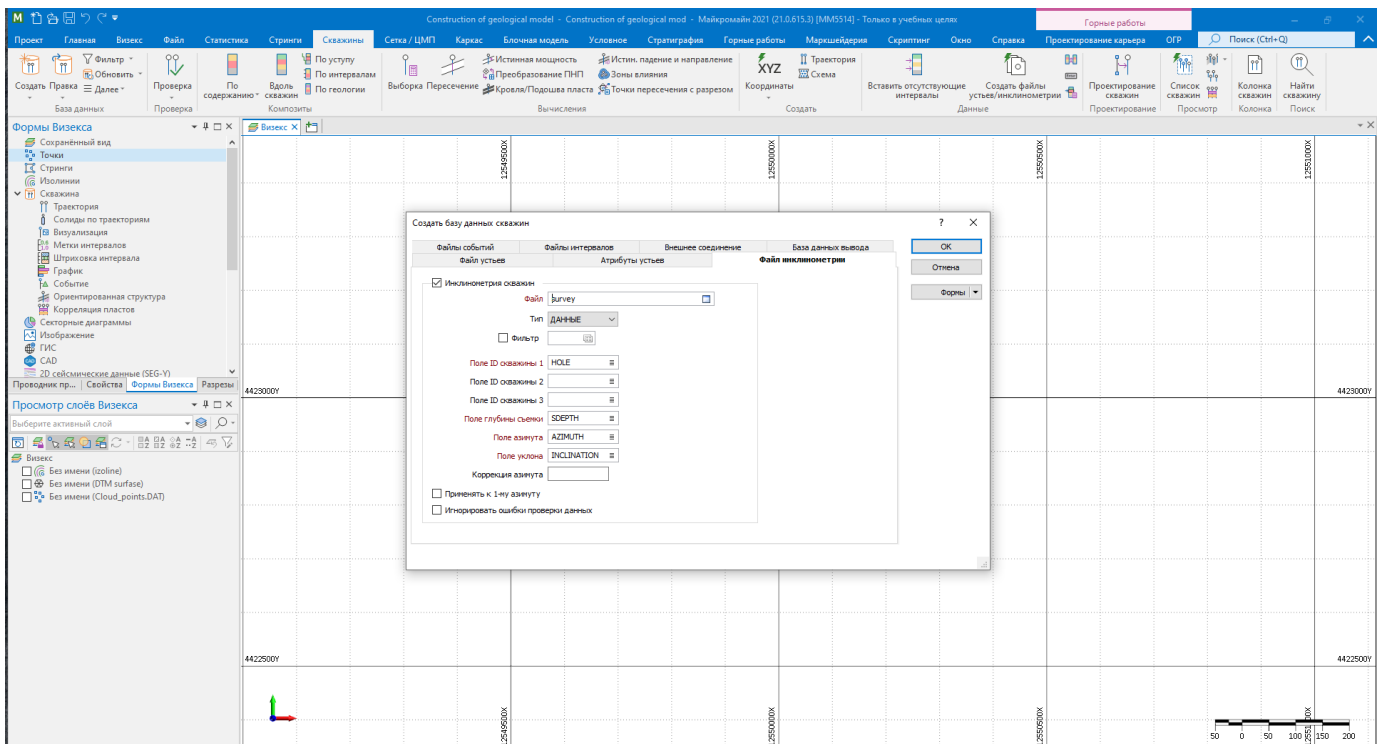 Construction of geological model - Construction of geological mod - Майкромайн 2021 (21.0.615.3) [MM5514] - Только в учебных целях
Горные работы
Проект Главная Визекс Файл Статистика Стринги Скважины Сетка / ЦМП Каркас Блочная модель Условное Стратиграфия Горные работы Маркшейдерия Скриптинг Окно Справка Проектирование карьера ОГР Поиск (Ctrl+Q)
Создать Правка Фильтр Обновить Далее Проверка По содержанию Вдоль скважин По уступу По интервалам По геологии Выборка Пересечение Истинная мощность Преобразование ПНП Кровля/Подошва пласта Истин. падение и направление Зоны влияния Точки пересечения с разрезом XYZ Координаты Траектория Схема Вставить отсутствующие интервалы Создать файлы устьев/инклинометрии Проектирование скважин Список скважин Колонка скважин Найти скважину
База данных Проверка Композиты Вычисления Создать Данные Проектирование Просмотр Колонка Поиск
Формы Визекса
Визекс
Сохранённый вид
Точки
Стринги
Изолинии
Скважина
Траектория
Солиды по траекториям
Визуализация
Метки интервалов
Штриховка интервала
График
Событие
Ориентированная структура
Корреляция пластов
Секторные диаграммы
Изображение
ГИС
CAD
2D сейсмические данные (SEG-Y)
Проводник пр... Свойства Формы Визекса Разрезы
Просмотр слоёв Визекса
Выберите активный слой
Визекс
Без имени (izoline)
Без имени (DTM surfase)
Без имени (Cloud_points.DAT)
12549500X 12550000X 12550500X 12551000X
Создать базу данных скважин ? ×
Файлы событий Файлы интервалов Внешнее соединение База данных вывода
Файл устьев Атрибуты устьев Файл инклинометрии
OK
Отмена
Формы
Инклинометрия скважин
Файл survey
Тип ДАННЫЕ
Фильтр
Поле ID скважины 1 HOLE
Поле ID скважины 2
Поле ID скважины 3
Поле глубины съемки SDEPTH
Поле азимута AZIMUTH
Поле уклона INCLINATION
Коррекция азимута
Применять к 1-му азимуту
Игнорировать ошибки проверки данных
4423000Y 4423000Y
4422500Y 4422500Y
12550000X 12550500X
50 0 50 100 150 200